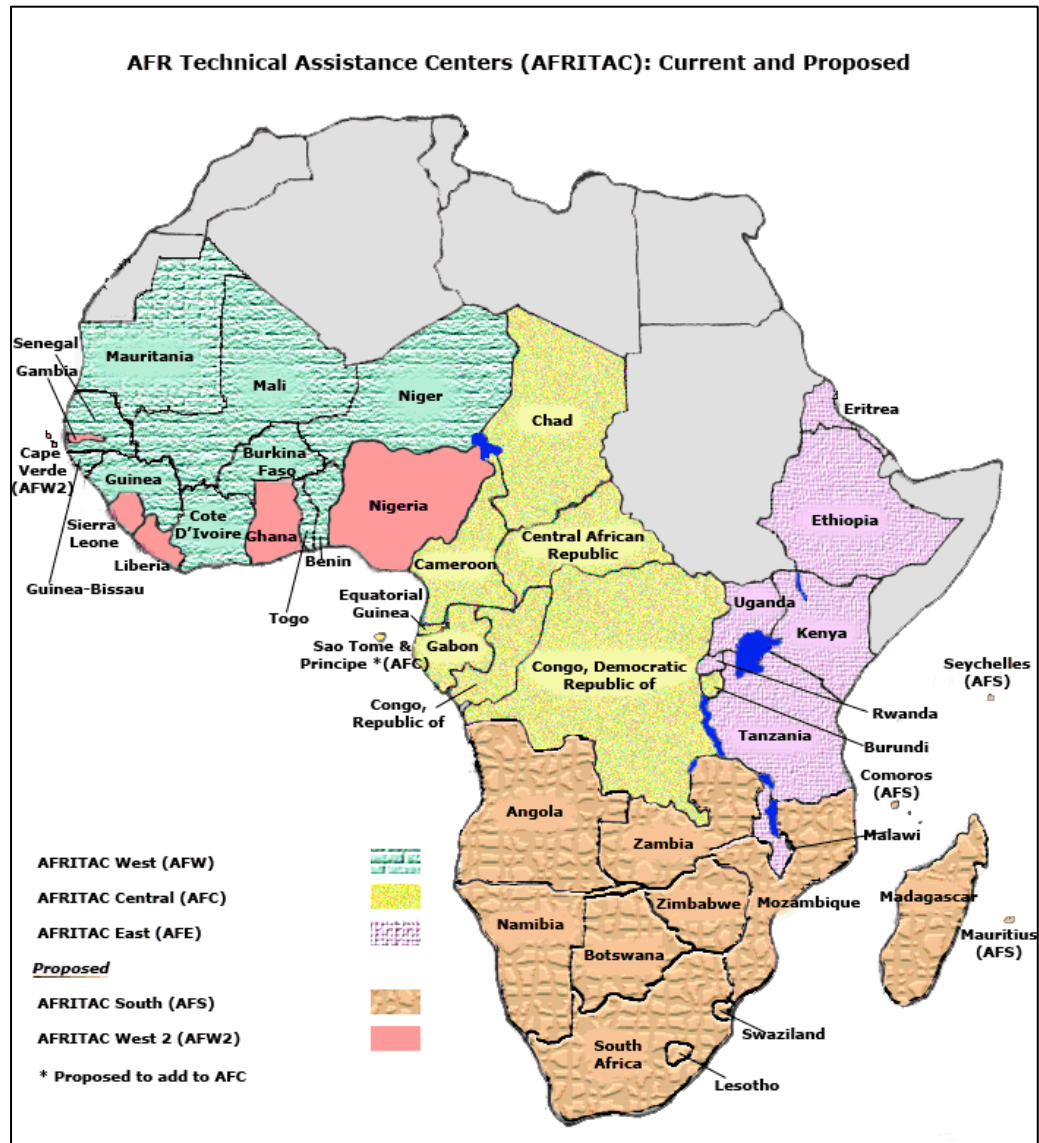 AFR Technical Assistance Centers (AFRITAC): Current and Proposed
Senegal
Gambia
Mauritania
Mali
Niger
Chad
Eritrea
Cape
Verde
(AFW2)
Guinea
Burkina
Faso
Nigeria
Ethiopia
Sierra
Leone
Cote
D'Ivoire
Ghana
Central African
Republic
Liberia
Benin
Cameroon
Guinea-Bissau
Togo
Equatorial
Guinea
Uganda
Kenya
Sao Tome &
Principe *(AFC)
Gabon
Congo, Democratic
Republic of
Seychelles
(AFS)
Congo,
Republic of
Rwanda
Tanzania
Burundi
Comoros
(AFS)
Angola
Malawi
Zambia
AFRITAC West (AFW)
AFRITAC Central (AFC)
AFRITAC East (AFE)
Proposed
AFRITAC South (AFS)
AFRITAC West 2 (AFW2)
* Proposed to add to AFC
Zimbabwe
Mozambique
Madagascar
Namibia
Mauritius
(AFS)
Botswana
Swaziland
South
Africa
Lesotho